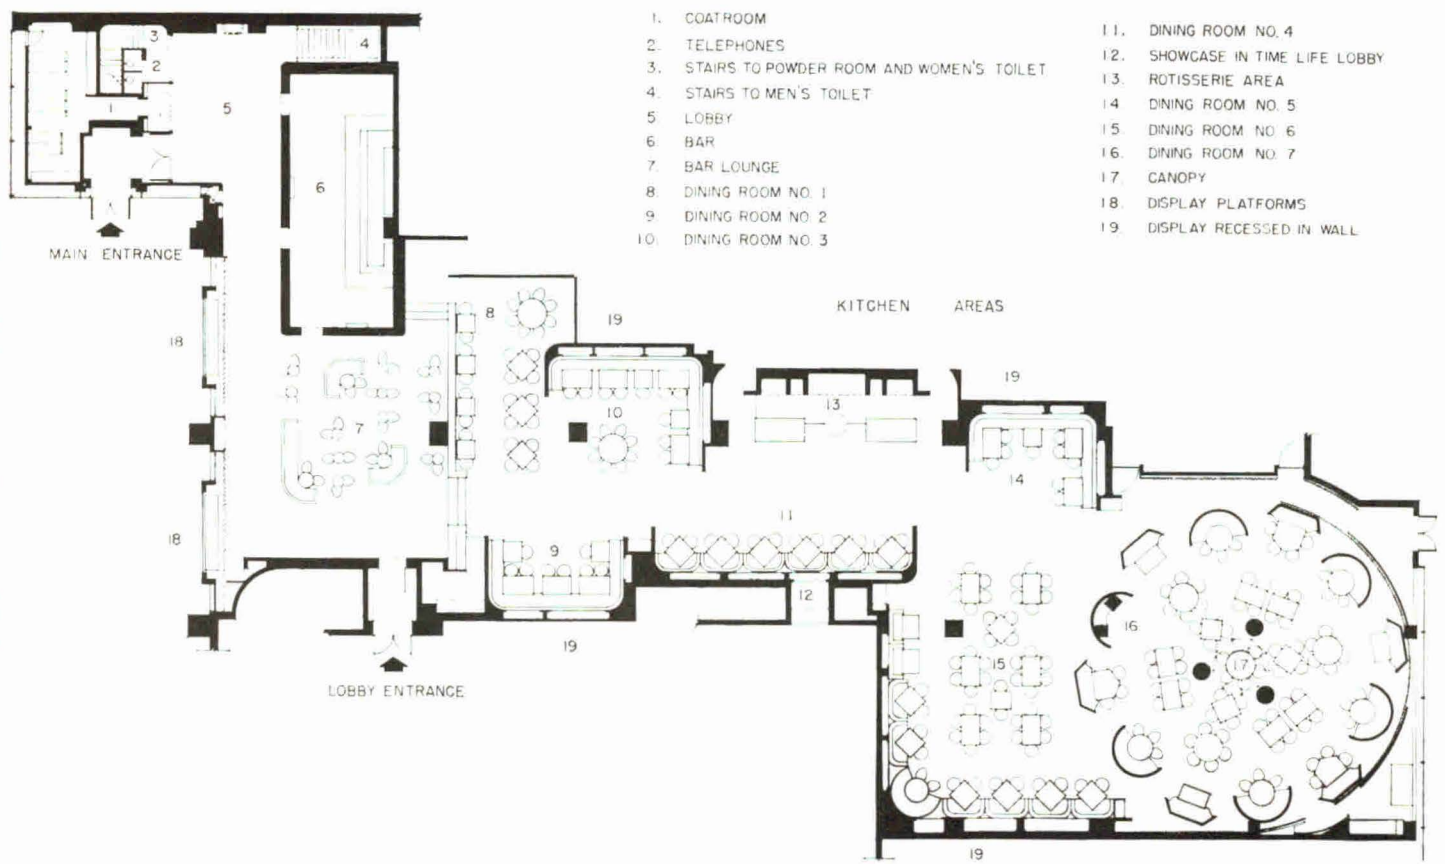 1. COATROOM
2. TELEPHONES
3. STAIRS TO POWDER ROOM AND WOMEN'S TOILET
4. STAIRS TO MEN'S TOILET
5 LOBBY
6 BAR
7. BAR LOUNGE
8. DINING ROOM NO. 1
9 DINING ROOM NO. 2
10. DINING ROOM NO. 3
11. DINING ROOM NO. 4
12. SHOWCASE IN TIME LIFE LOBBY
13. ROTISSERIE AREA
14 DINING ROOM NO. 5
15. DINING ROOM NO. 6
16. DINING ROOM NO. 7
17. CANOPY
18. DISPLAY PLATFORMS
19. DISPLAY RECESSED IN WALL
3
4
2
1
5
6
MAIN ENTRANCE
KITCHEN AREAS
8
19
18
19
13
10
7
14
11
18
9
12
16
19
15
17
LOBBY ENTRANCE
19